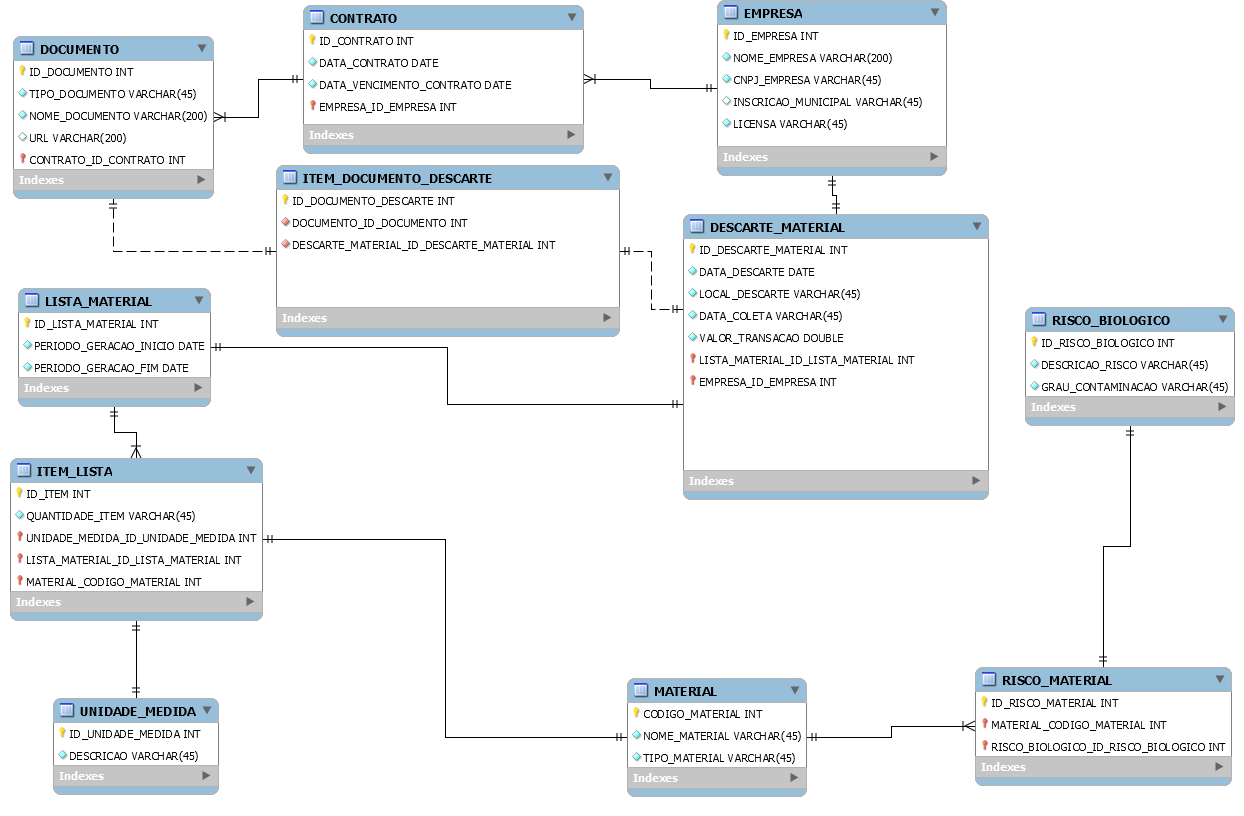 DOCUMENTO
ID_DOCUMENTO INT
TIPO_DOCUMENTO VARCHAR(45)
NOME_DOCUMENTO VARCHAR(200)
URL VARCHAR(200)
CONTRATO_ID_CONTRATO INT
Indexes
CONTRATO
ID_CONTRATO INT
DATA_CONTRATO DATE
DATA_VENCIMENTO_CONTRATO DATE
EMPRESA_ID_EMPRESA INT
Indexes
EMPRESA
ID_EMPRESA INT
NOME_EMPRESA VARCHAR(200)
CNPJ_EMPRESA VARCHAR(45)
INSCRICAO_MUNICIPAL VARCHAR(45)
LICENSA VARCHAR(45)
Indexes
ITEM_DOCUMENTO_DESCARTE
ID_DOCUMENTO_DESCARTE INT
DOCUMENTO_ID_DOCUMENTO INT
DESCARTE_MATERIAL_ID_DESCARTE_MATERIAL INT
Indexes
DESCARTE_MATERIAL
ID_DESCARTE_MATERIAL INT
DATA_DESCARTE DATE
LOCAL_DESCARTE VARCHAR(45)
DATA_COLETA VARCHAR(45)
VALOR_TRANSACAO DOUBLE
LISTA_MATERIAL_ID_LISTA_MATERIAL INT
EMPRESA_ID_EMPRESA INT
Indexes
LISTA_MATERIAL
ID_LISTA_MATERIAL INT
PERIODO_GERACAO_INICIO DATE
PERIODO_GERACAO_FIM DATE
Indexes
RISCO_BIOLOGICO
ID_RISCO_BIOLOGICO INT
DESCRICAO_RISCO VARCHAR(45)
GRAU_CONTAMINACAO VARCHAR(45)
Indexes
ITEM_LISTA
ID_ITEM INT
QUANTIDADE_ITEM VARCHAR(45)
UNIDADE_MEDIDA_ID_UNIDADE_MEDIDA INT
LISTA_MATERIAL_ID_LISTA_MATERIAL INT
MATERIAL_CODIGO_MATERIAL INT
Indexes
UNIDADE_MEDIDA
ID_UNIDADE_MEDIDA INT
DESCRICAO VARCHAR(45)
Indexes
MATERIAL
CODIGO_MATERIAL INT
NOME_MATERIAL VARCHAR(45)
TIPO_MATERIAL VARCHAR(45)
Indexes
RISCO_MATERIAL
ID_RISCO_MATERIAL INT
MATERIAL_CODIGO_MATERIAL INT
RISCO_BIOLOGICO_ID_RISCO_BIOLOGICO INT
Indexes